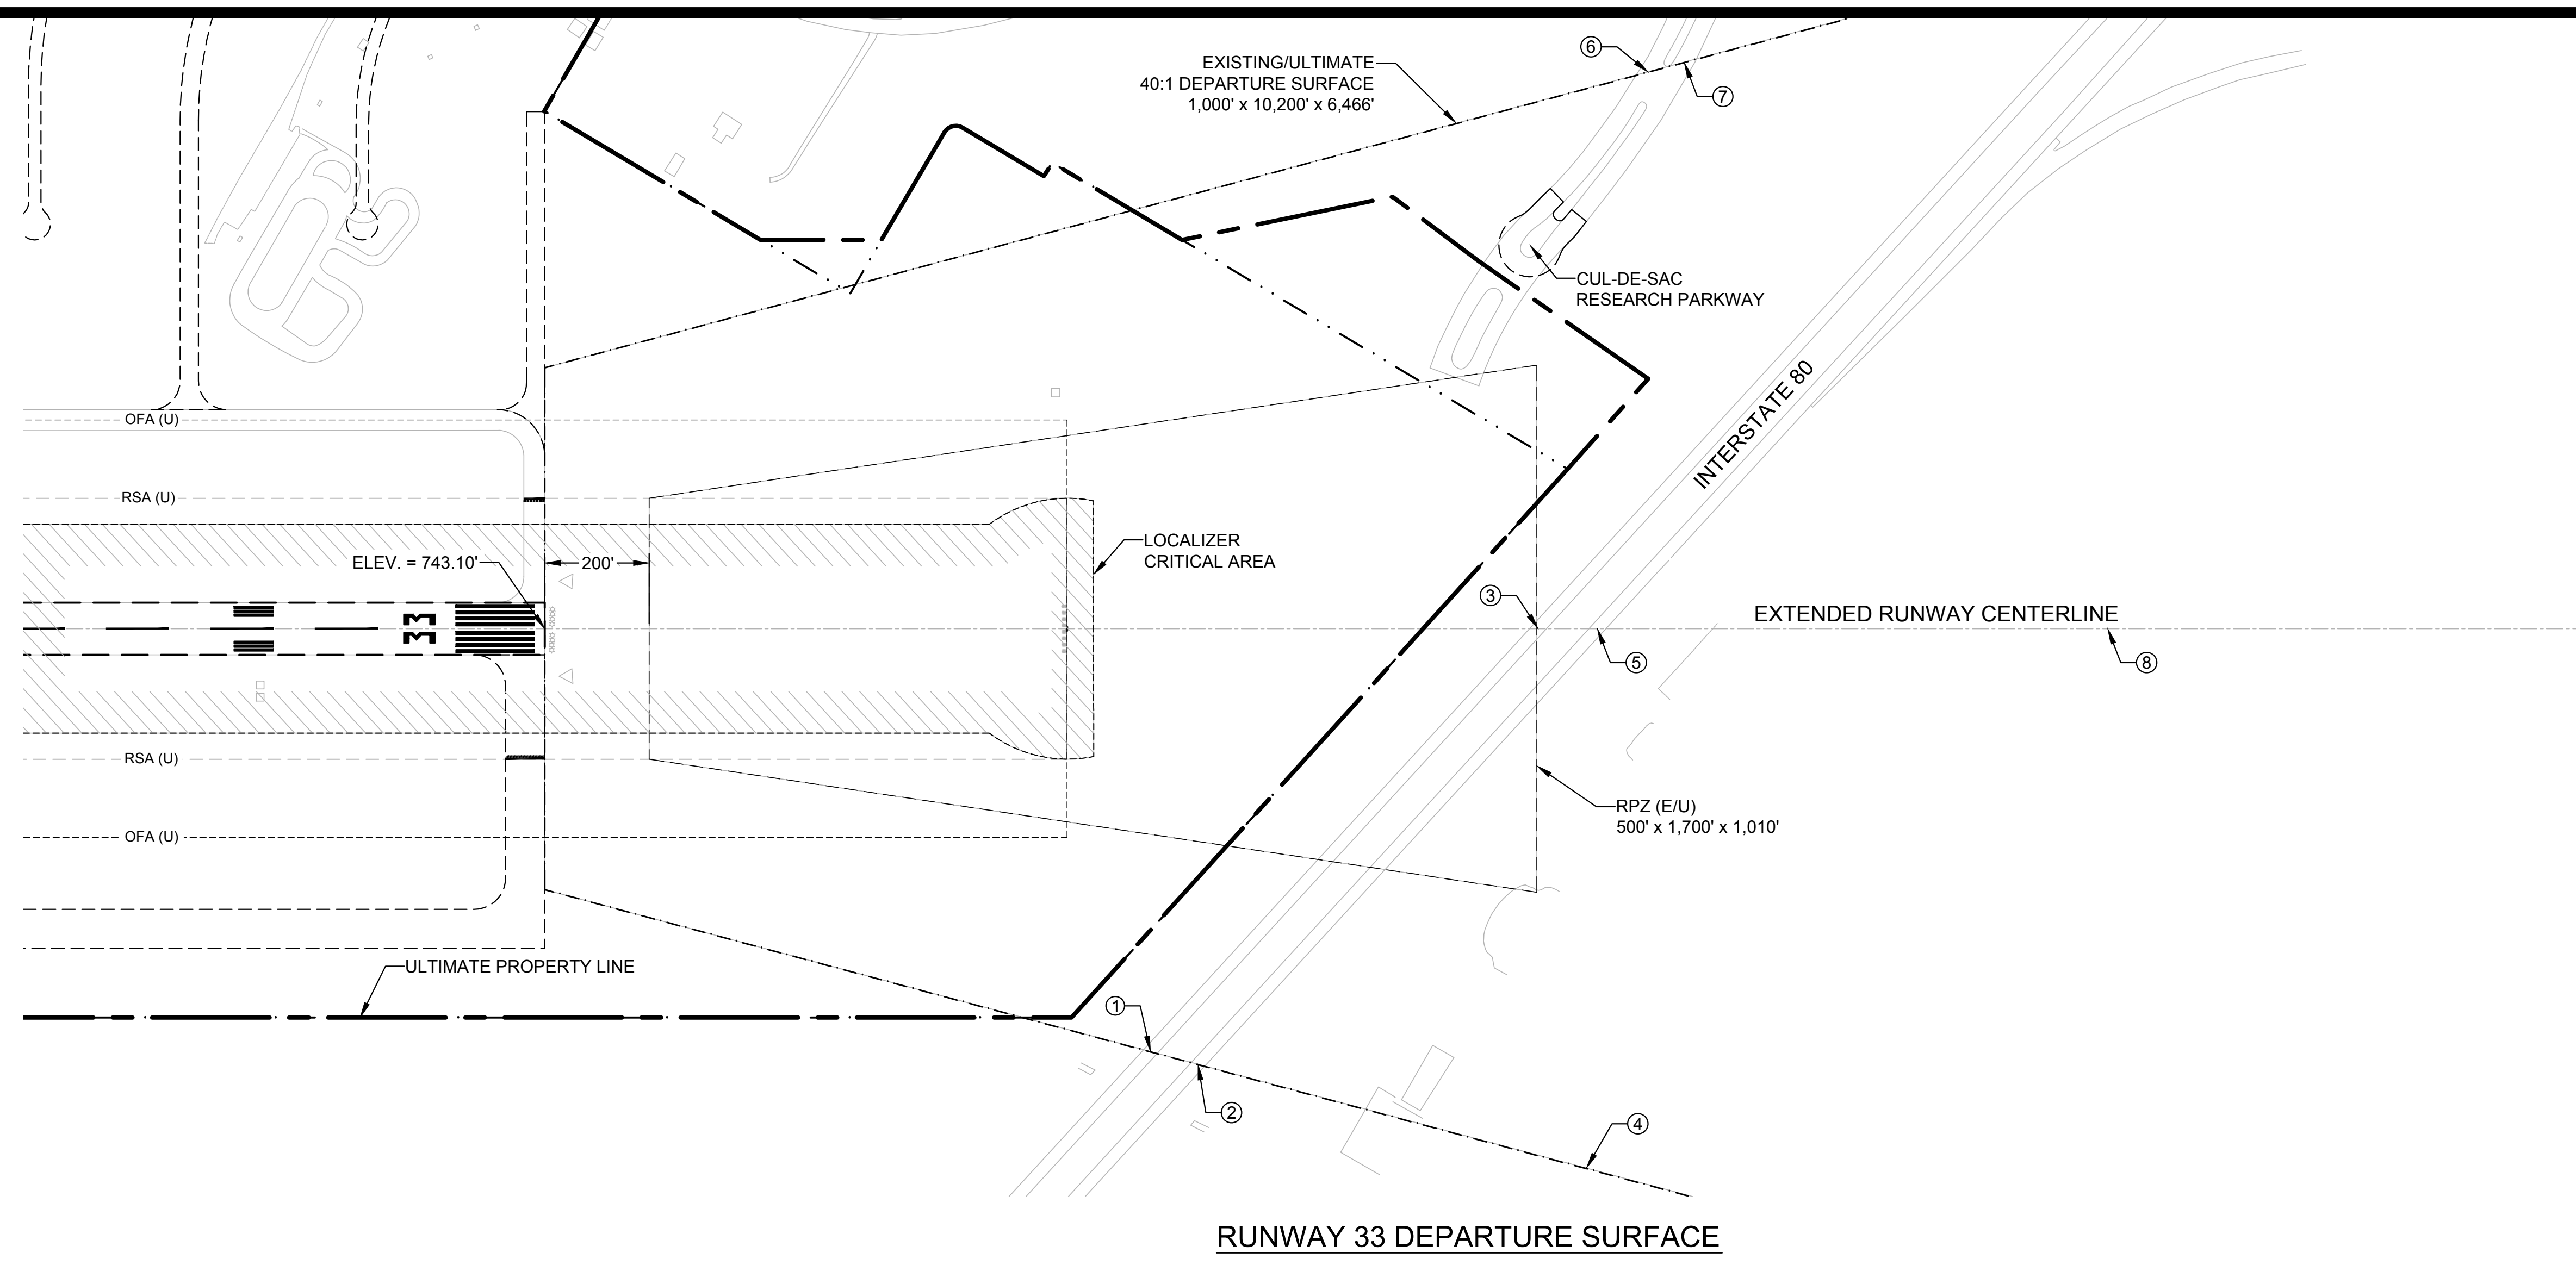 ⑥
EXISTING/ULTIMATE
40:1 DEPARTURE SURFACE
1,000' x 10,200' x 6,466'
⑦
CUL-DE-SAC
RESEARCH PARKWAY
INTERSTATE 80
OFA (U)
RSA (U)
LOCALIZER
CRITICAL AREA
ELEV. = 743.10'
200'
③
33
EXTENDED RUNWAY CENTERLINE
⑤
⑧
RSA (U)
RPZ (E/U)
500' x 1,700' x 1,010'
OFA (U)
ULTIMATE PROPERTY LINE
①
②
④
RUNWAY 33 DEPARTURE SURFACE